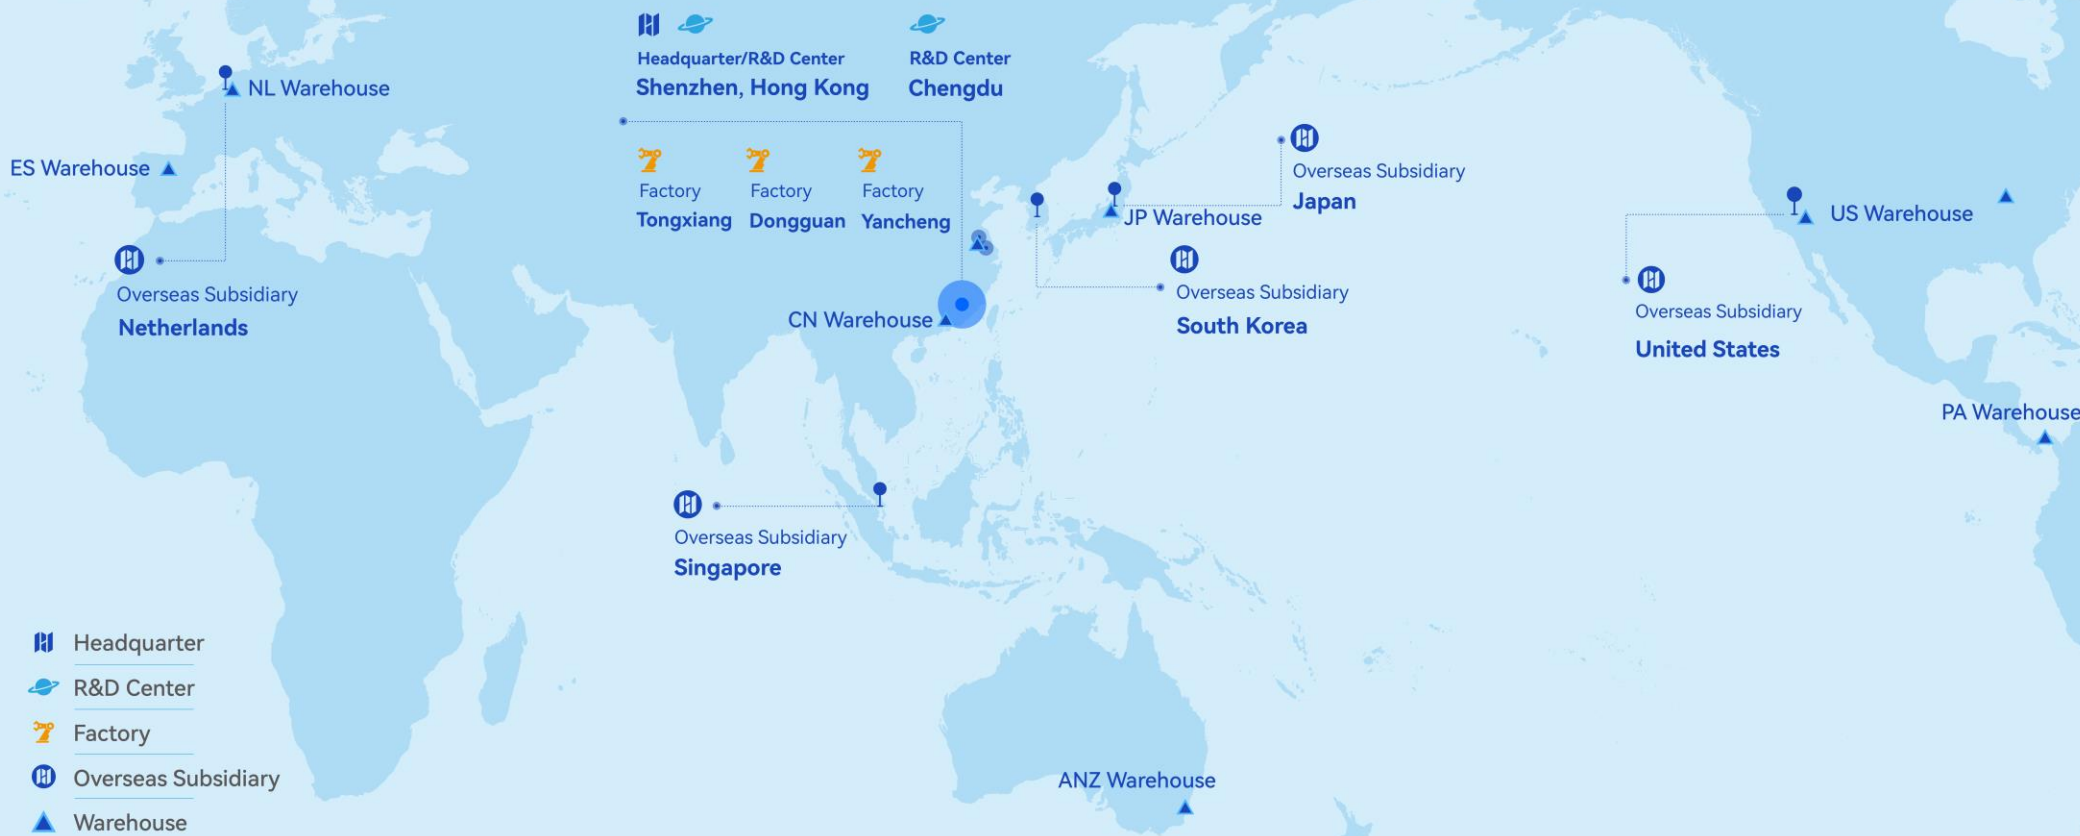 Headquarter/R&D Center
Shenzhen, Hong Kong
R&D Center
Chengdu
NL Warehouse
ES Warehouse
Factory
Tongxiang
Factory
Dongguan
Factory
Yancheng
Overseas Subsidiary
Japan
JP Warehouse
US Warehouse
Overseas Subsidiary
Netherlands
CN Warehouse
Overseas Subsidiary
South Korea
Overseas Subsidiary
United States
PA Warehouse
Overseas Subsidiary
Singapore
ANZ Warehouse
Headquarter
R&D Center
Factory
Overseas Subsidiary
Warehouse